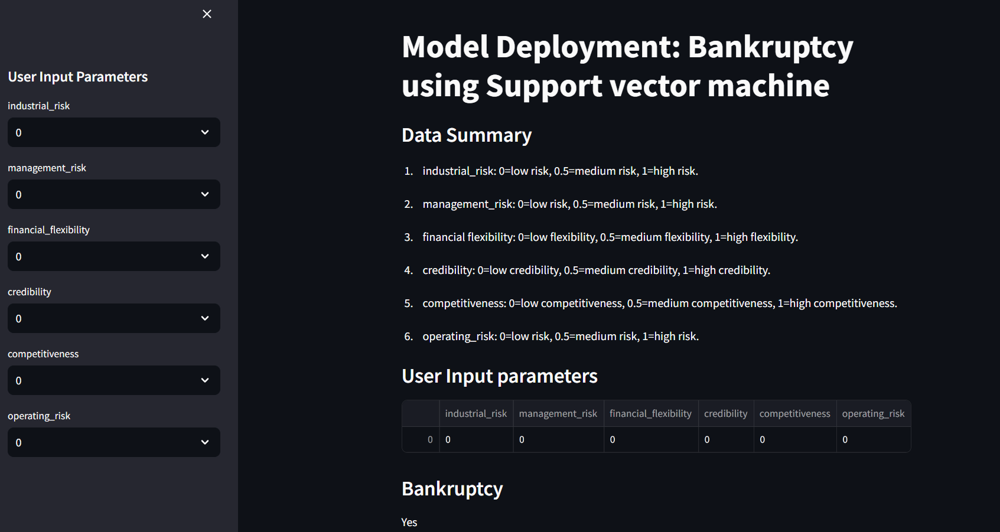 User Input Parameters
industrial_risk
0
management_risk
0
financial_flexibility
0
credibility
0
competitiveness
0
operating_risk
0
Model Deployment: Bankruptcy
using Support vector machine
Data Summary
1. industrial_risk: 0=low risk, 0.5=medium risk, 1=high risk.
2. management_risk: 0=low risk, 0.5=medium risk, 1=high risk.
3. financial flexibility: 0=low flexibility, 0.5=medium flexibility, 1=high flexibility.
4. credibility: 0=low credibility, 0.5=medium credibility, 1=high credibility.
5. competitiveness: 0=low competitiveness, 0.5=medium competitiveness, 1=high competitiveness.
6. operating_risk: 0=low risk, 0.5=medium risk, 1=high risk.
User Input parameters
industrial_risk management_risk financial_flexibility credibility competitiveness operating_risk
0 0 0 0 0 0 0
Bankruptcy
Yes